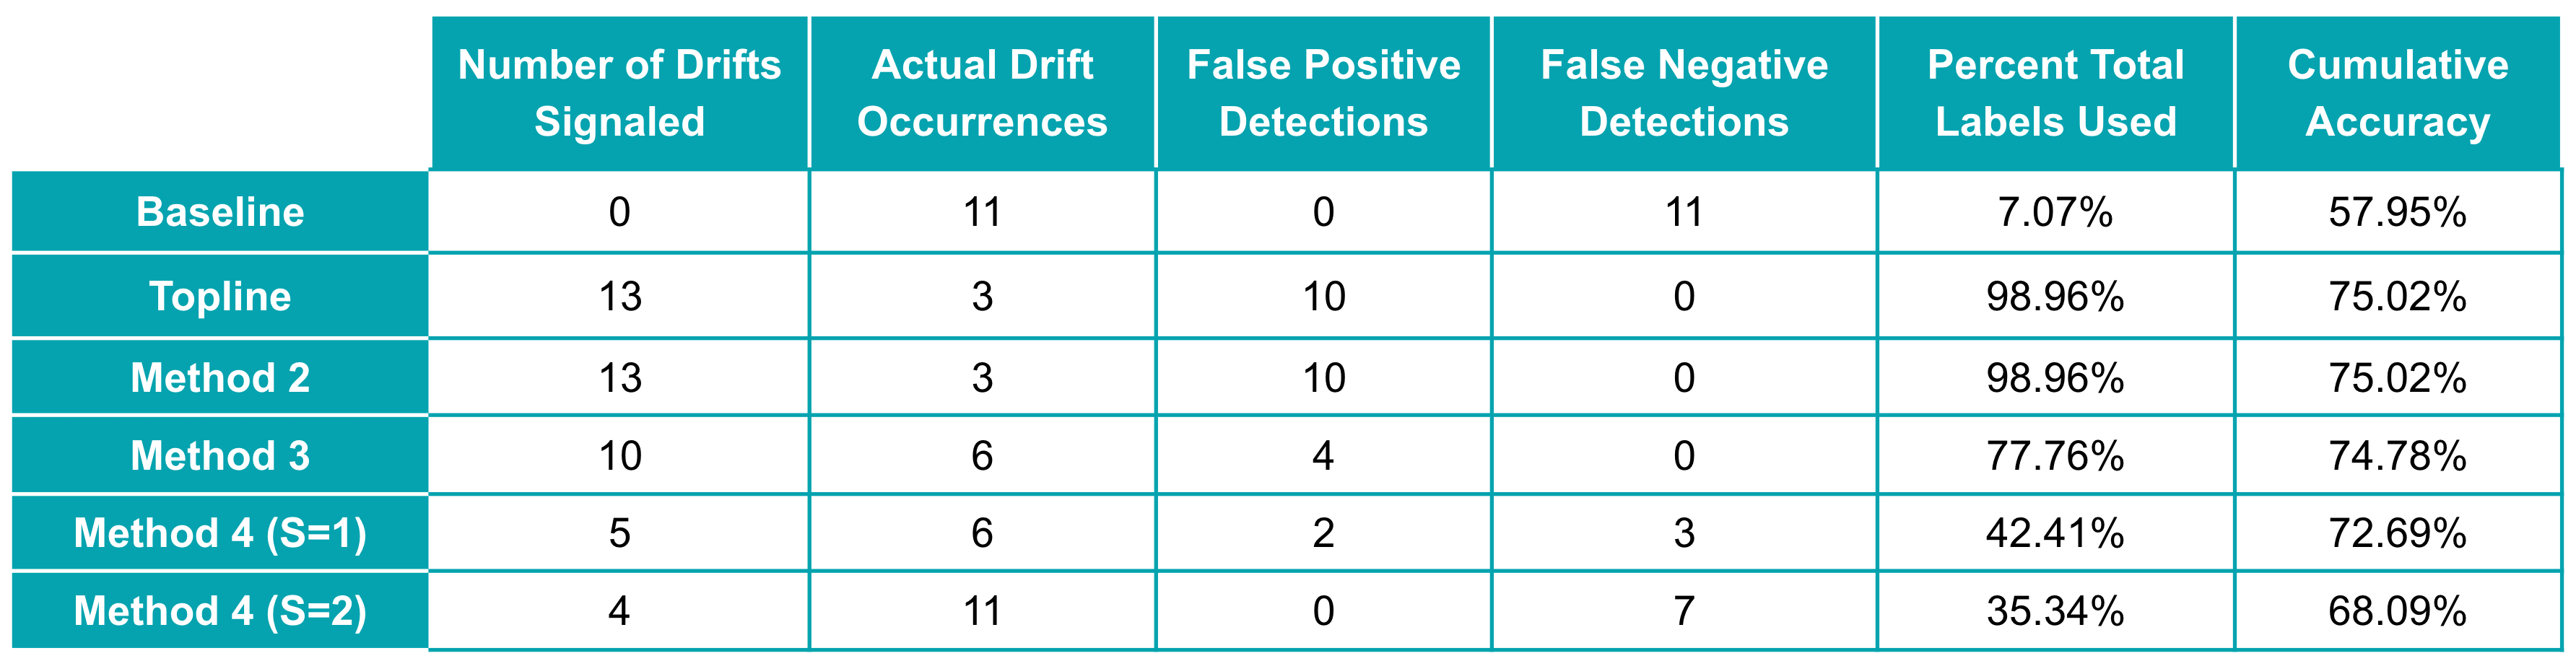 Number of Drifts Signaled | Actual Drift Occurrences | False Positive Detections | False Negative Detections | Percent Total Labels Used | Cumulative Accuracy
Baseline | 0 | 11 | 0 | 11 | 7.07% | 57.95%
Topline | 13 | 3 | 10 | 0 | 98.96% | 75.02%
Method 2 | 13 | 3 | 10 | 0 | 98.96% | 75.02%
Method 3 | 10 | 6 | 4 | 0 | 77.76% | 74.78%
Method 4 (S=1) | 5 | 6 | 2 | 3 | 42.41% | 72.69%
Method 4 (S=2) | 4 | 11 | 0 | 7 | 35.34% | 68.09%